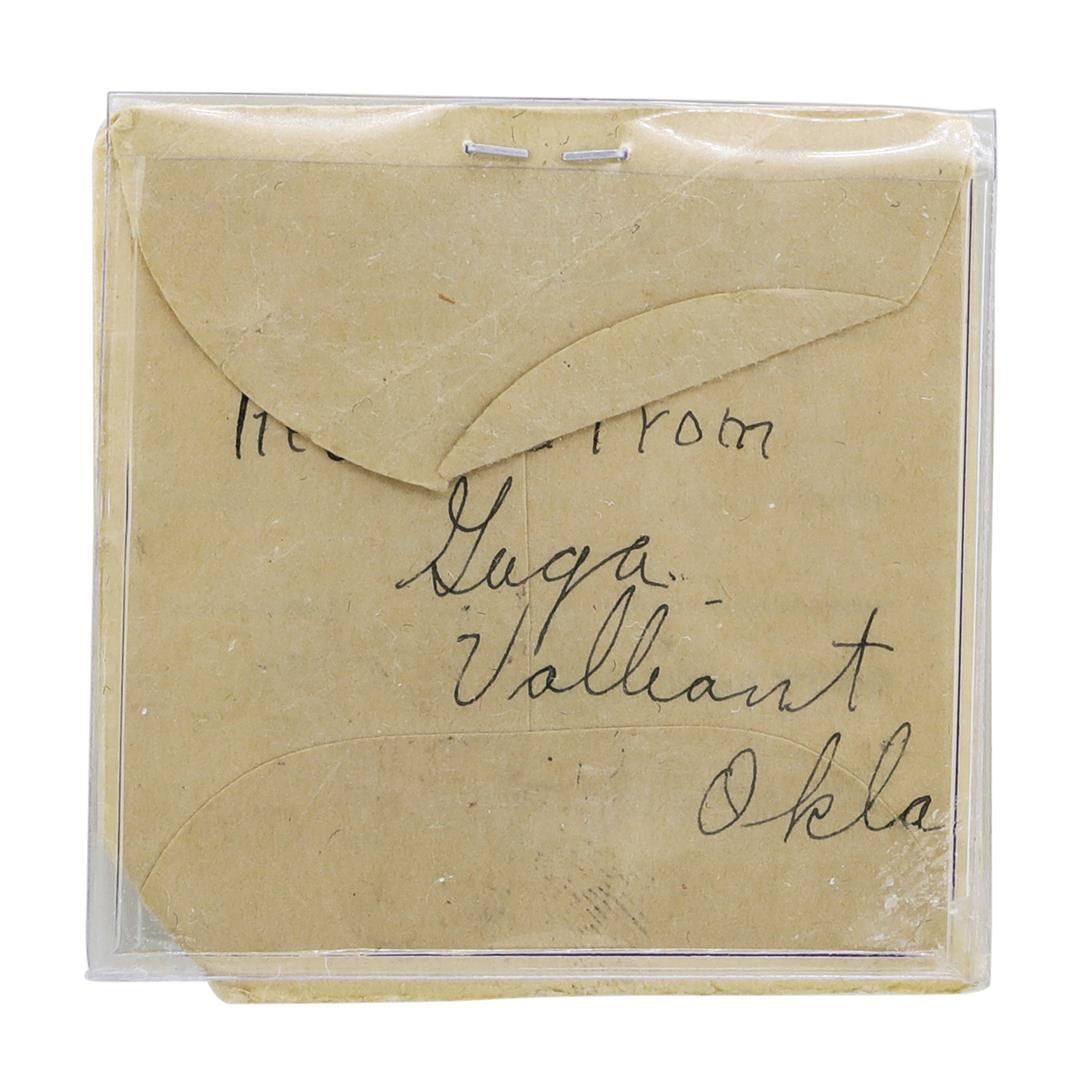 from
Guga.
Valliant
Okla